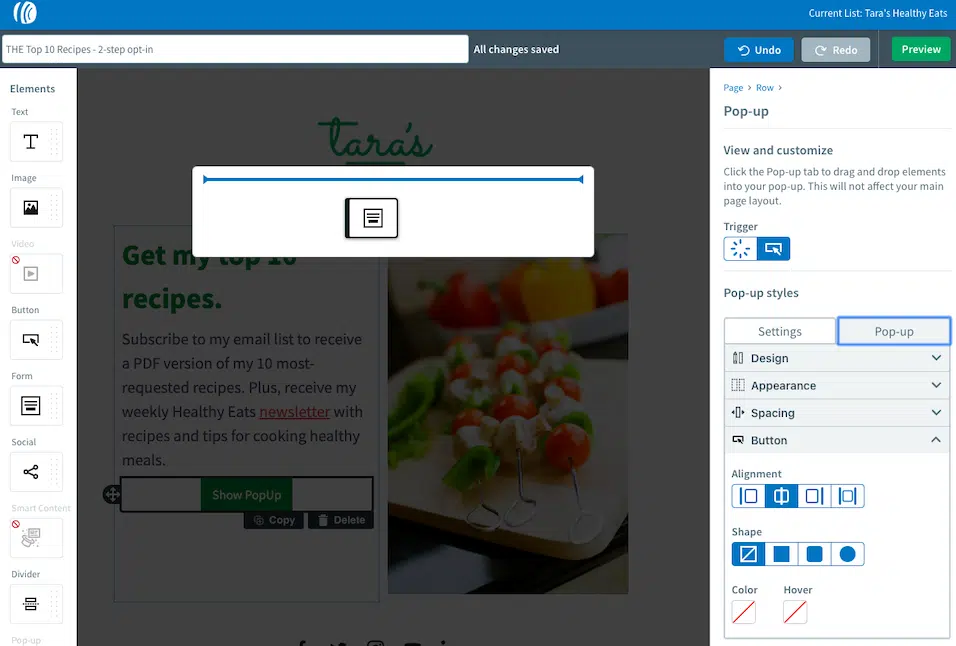 Current List: Tara's Healthy Eats
THE Top 10 Recipes - 2-step opt-in
All changes saved
Undo
Redo
Preview
Elements
Text
T
Image
Video
Button
Form
Social
Smart Content
Divider
Pop-up
tara's
Get my top 10
recipes.
Subscribe to my email list to receive
a PDF version of my 10 most-
requested recipes. Plus, receive my
weekly Healthy Eats newsletter with
recipes and tips for cooking healthy
meals.
Show PopUp
Copy
Delete
Page > Row >
Pop-up
View and customize
Click the Pop-up tab to drag and drop elements
into your pop-up. This will not affect your main
page layout.
Trigger
Pop-up styles
Settings
Pop-up
Design
Appearance
Spacing
Button
Alignment
Shape
Color
Hover